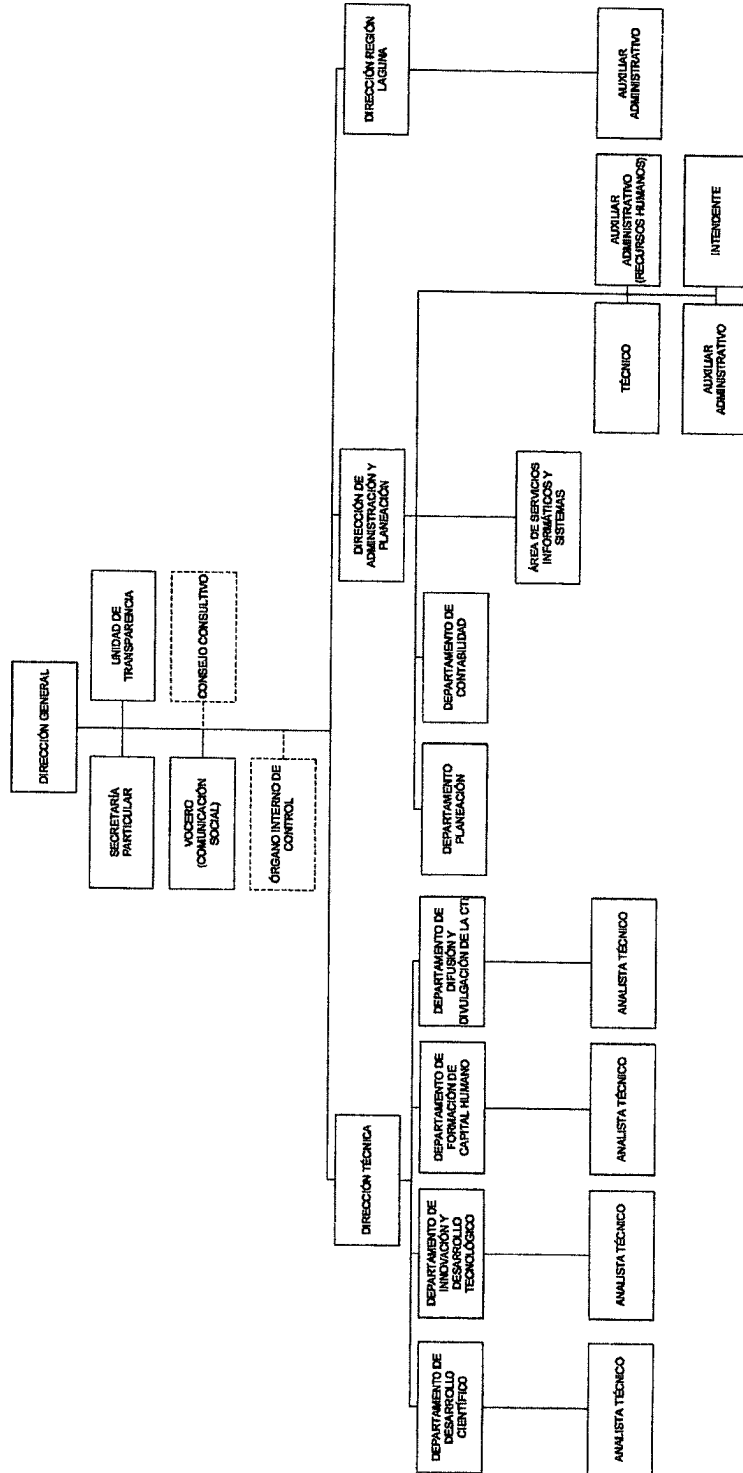 DIRECCIÓN GENERAL
SECRETARÍA
PARTICULAR
UNIDAD DE
TRANSPARENCIA
VOCERO
(COMUNICACIÓN
SOCIAL)
CONSEJO CONSULTIVO
ÓRGANO INTERNO DE
CONTROL
DIRECCIÓN TÉCNICA
DIRECCIÓN DE
ADMINISTRACIÓN Y
PLANEACIÓN
DIRECCIÓN REGIÓN
LAGUNA
DEPARTAMENTO DE
DESARROLLO
CIENTÍFICO
DEPARTAMENTO DE
INNOVACIÓN Y
DESARROLLO
TECNOLÓGICO
DEPARTAMENTO DE
FORMACIÓN DE
CAPITAL HUMANO
DEPARTAMENTO DE
DIFUSIÓN Y
DIVULGACIÓN DE LA CTI
DEPARTAMENTO
PLANEACIÓN
DEPARTAMENTO DE
CONTABILIDAD
ÁREA DE SERVICIOS
INFORMÁTICOS Y
SISTEMAS
ANALISTA TÉCNICO
ANALISTA TÉCNICO
ANALISTA TÉCNICO
ANALISTA TÉCNICO
TÉCNICO
AUXILIAR
ADMINISTRATIVO
(RECURSOS HUMANOS)
AUXILIAR
ADMINISTRATIVO
AUXILIAR
ADMINISTRATIVO
INTENDENTE